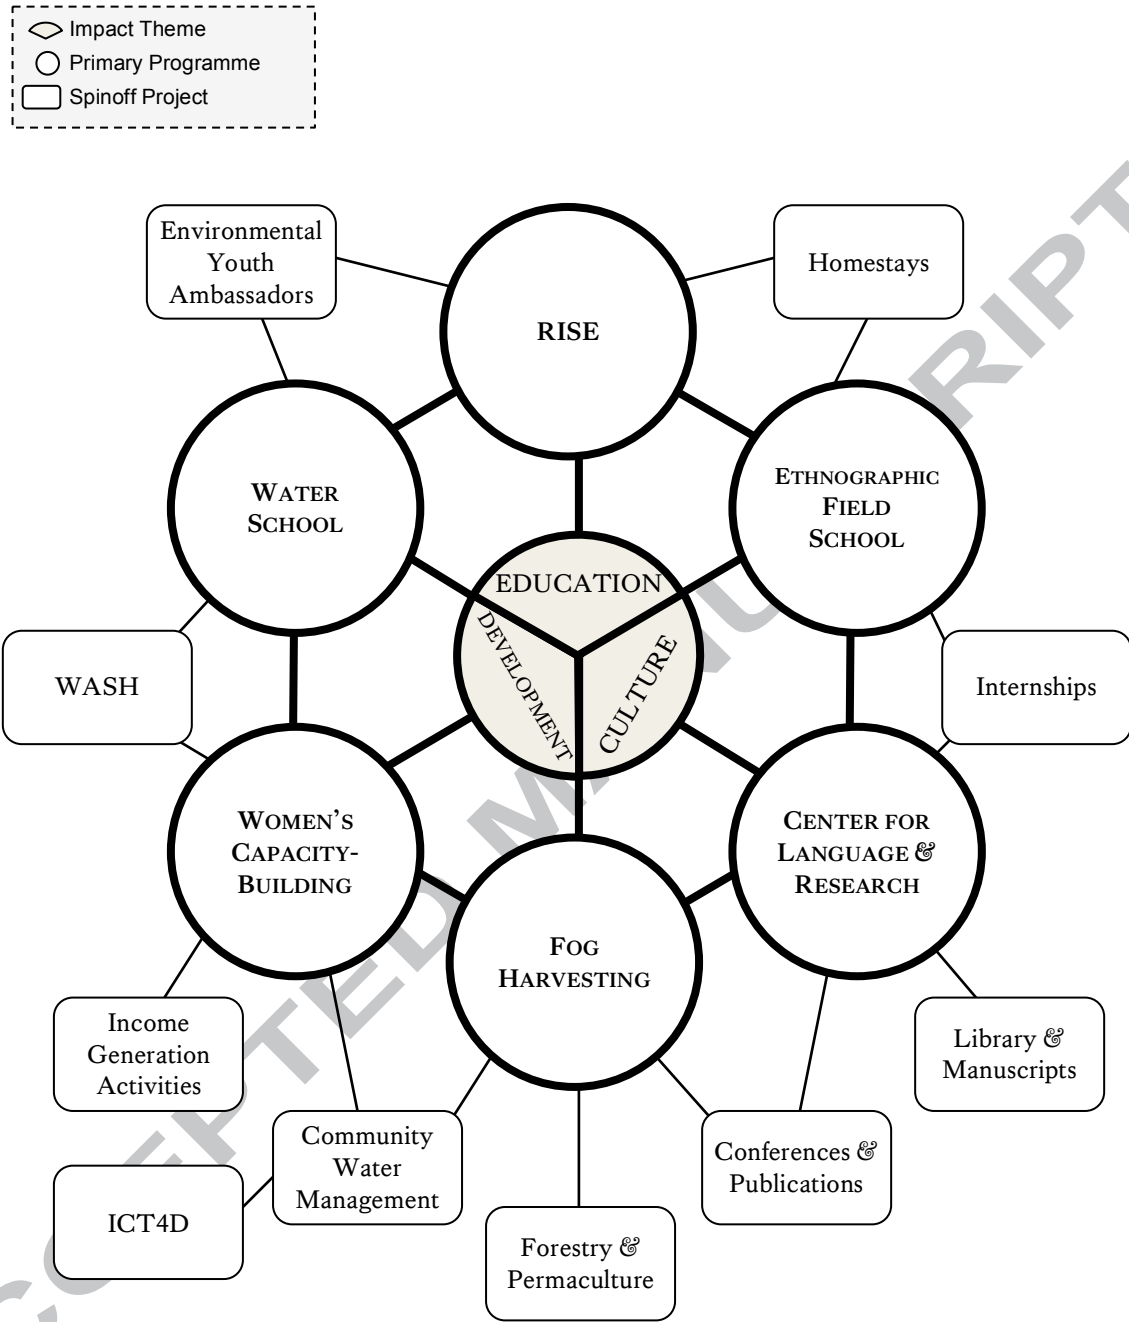 Impact Theme
Primary Programme
Spinoff Project
Environmental
Youth
Ambassadors
Homestays
RISE
WATER
SCHOOL
ETHNOGRAPHIC
FIELD
SCHOOL
EDUCATION
DEVELOPMENT
CULTURE
WASH
Internships
WOMEN'S
CAPACITY-
BUILDING
CENTER FOR
LANGUAGE &
RESEARCH
FOG
HARVESTING
Income
Generation
Activities
Library &
Manuscripts
Community
Water
Management
Conferences &
Publications
ICT4D
Forestry &
Permaculture